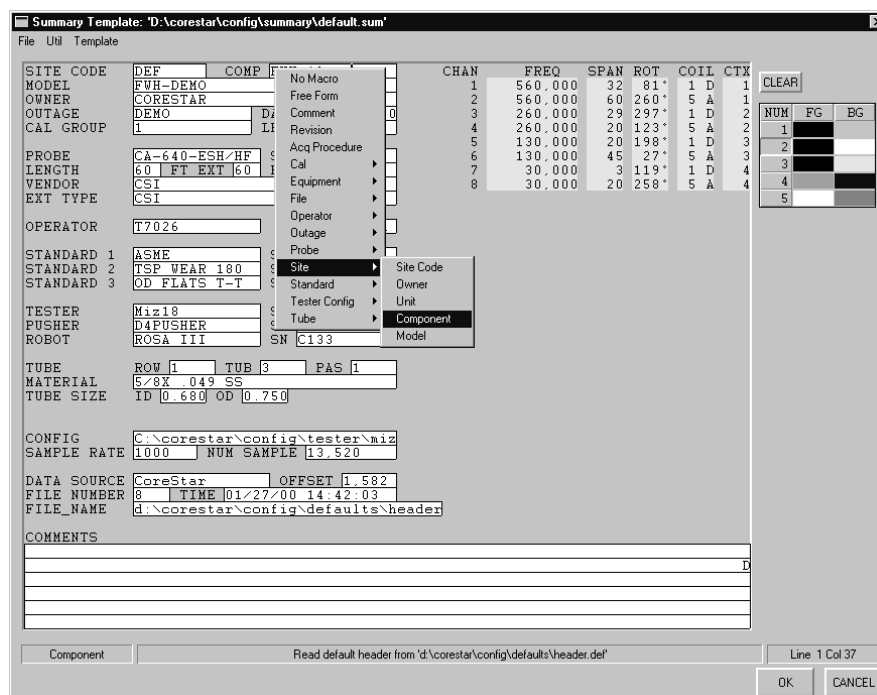 Summary Template: 'D:\corestar\config\summary\default.sum'
File Util Template
SITE CODE DEF COMP
MODEL FWH-DEMO
OWNER CORESTAR
OUTAGE DEMO 0
CAL GROUP 1
PROBE CA-640-ESH/HF
LENGTH 60 FT EXT 60
VENDOR CSI
EXT TYPE CSI
OPERATOR T7026
STANDARD 1 ASME
STANDARD 2 TSP WEAR 180
STANDARD 3 OD FLATS T-T
TESTER Miz18
PUSHER D4PUSHER
ROBOT ROSA III SN C133
TUBE ROW 1 TUB 3 PAS 1
MATERIAL 5/8X .049 SS
TUBE SIZE ID 0.680 OD 0.750
CONFIG C:\corestar\config\tester\miz
SAMPLE RATE 1000 NUM SAMPLE 13,520
DATA SOURCE CoreStar OFFSET 1,582
FILE NUMBER 8 TIME 01/27/00 14:42:03
FILE_NAME d:\corestar\config\defaults\header
COMMENTS
D
No Macro
Free Form
Comment
Revision
Acq Procedure
Cal
Equipment
File
Operator
Outage
Probe
Site
Standard
Tester Config
Tube
Site Code
Owner
Unit
Component
Model
CHAN FREQ SPAN ROT COIL CTX
1 560,000 32 81° 1 D 1
2 560,000 60 260° 5 A 1
3 260,000 29 297° 1 D 2
4 260,000 20 123° 5 A 2
5 130,000 20 198° 1 D 3
6 130,000 45 27° 5 A 3
7 30,000 3 119° 1 D 4
8 30,000 20 258° 5 A 4
CLEAR
NUM FG BG
1
2
3
4
5
Component Read default header from 'd:\corestar\config\defaults\header.def' Line 1 Col 37
OK CANCEL